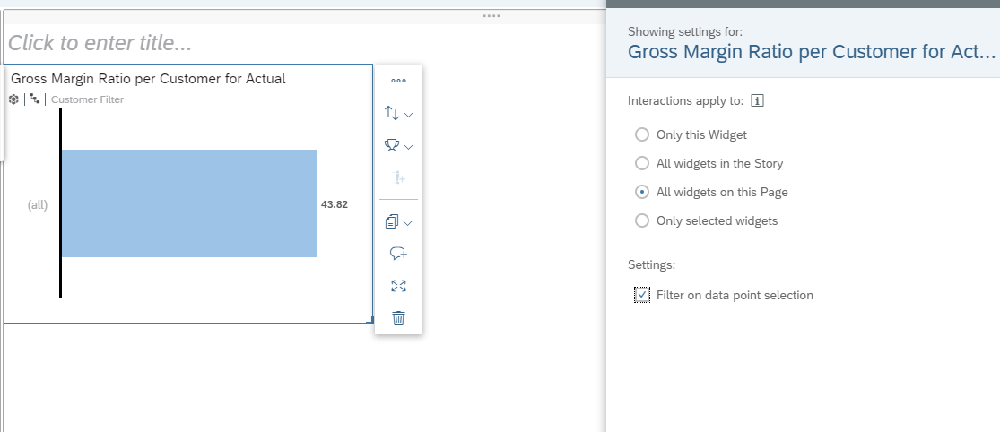 Click to enter title...
Gross Margin Ratio per Customer for Actual
Customer Filter
(all)
43.82
Showing settings for:
Gross Margin Ratio per Customer for Act...
Interactions apply to:
Only this Widget
All widgets in the Story
All widgets on this Page
Only selected widgets
Settings:
Filter on data point selection